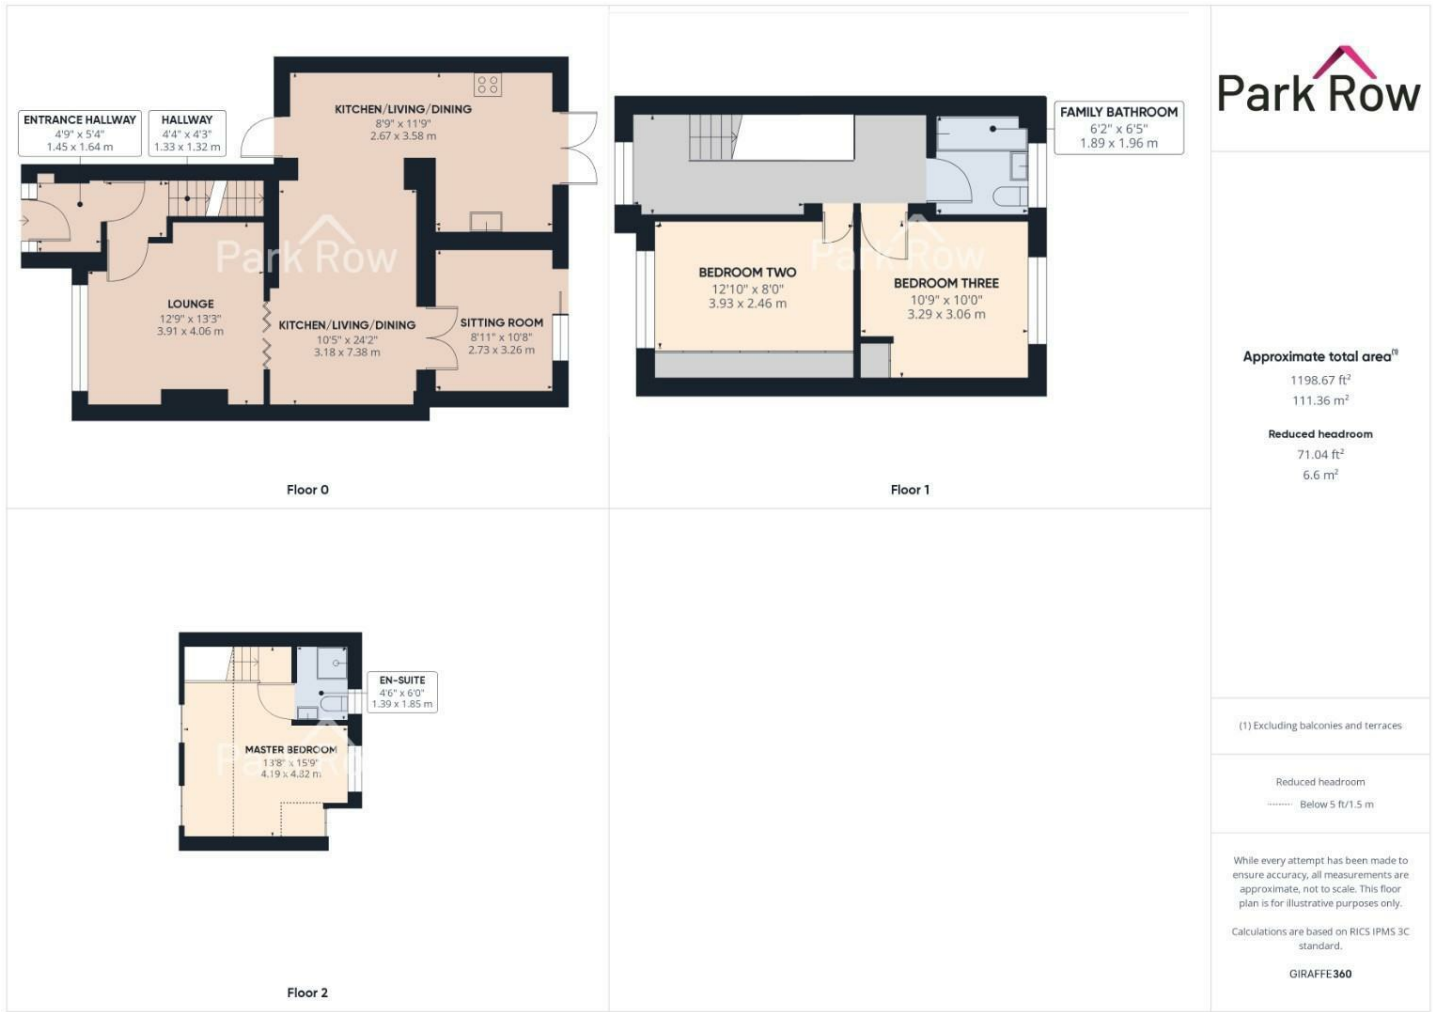 ENTRANCE HALLWAY
4'9" x 5'4"
1.45 x 1.64 m
HALLWAY
4'4" x 4'3"
1.33 x 1.32 m
KITCHEN/LIVING/DINING
8'9" x 11'9"
2.67 x 3.58 m
Park Row
LOUNGE
12'9" x 13'3"
3.91 x 4.06 m
KITCHEN/LIVING/DINING
10'5" x 24'2"
3.18 x 7.38 m
SITTING ROOM
8'11" x 10'8"
2.73 x 3.26 m
Floor 0
FAMILY BATHROOM
6'2" x 6'5"
1.89 x 1.96 m
Park Row
BEDROOM TWO
12'10" x 8'0"
3.93 x 2.46 m
BEDROOM THREE
10'9" x 10'0"
3.29 x 3.06 m
Floor 1
EN-SUITE
4'6" x 6'0"
1.39 x 1.85 m
Park Row
MASTER BEDROOM
13'8" x 15'9"
4.19 x 4.82 m
Floor 2
Park Row
Approximate total area⁽¹⁾
1198.67 ft²
111.36 m²
Reduced headroom
71.04 ft²
6.6 m²
(1) Excluding balconies and terraces
Reduced headroom
Below 5 ft/1.5 m
While every attempt has been made to
ensure accuracy, all measurements are
approximate, not to scale. This floor
plan is for illustrative purposes only.
Calculations are based on RICS IPMS 3C
standard.
GIRAFFE360